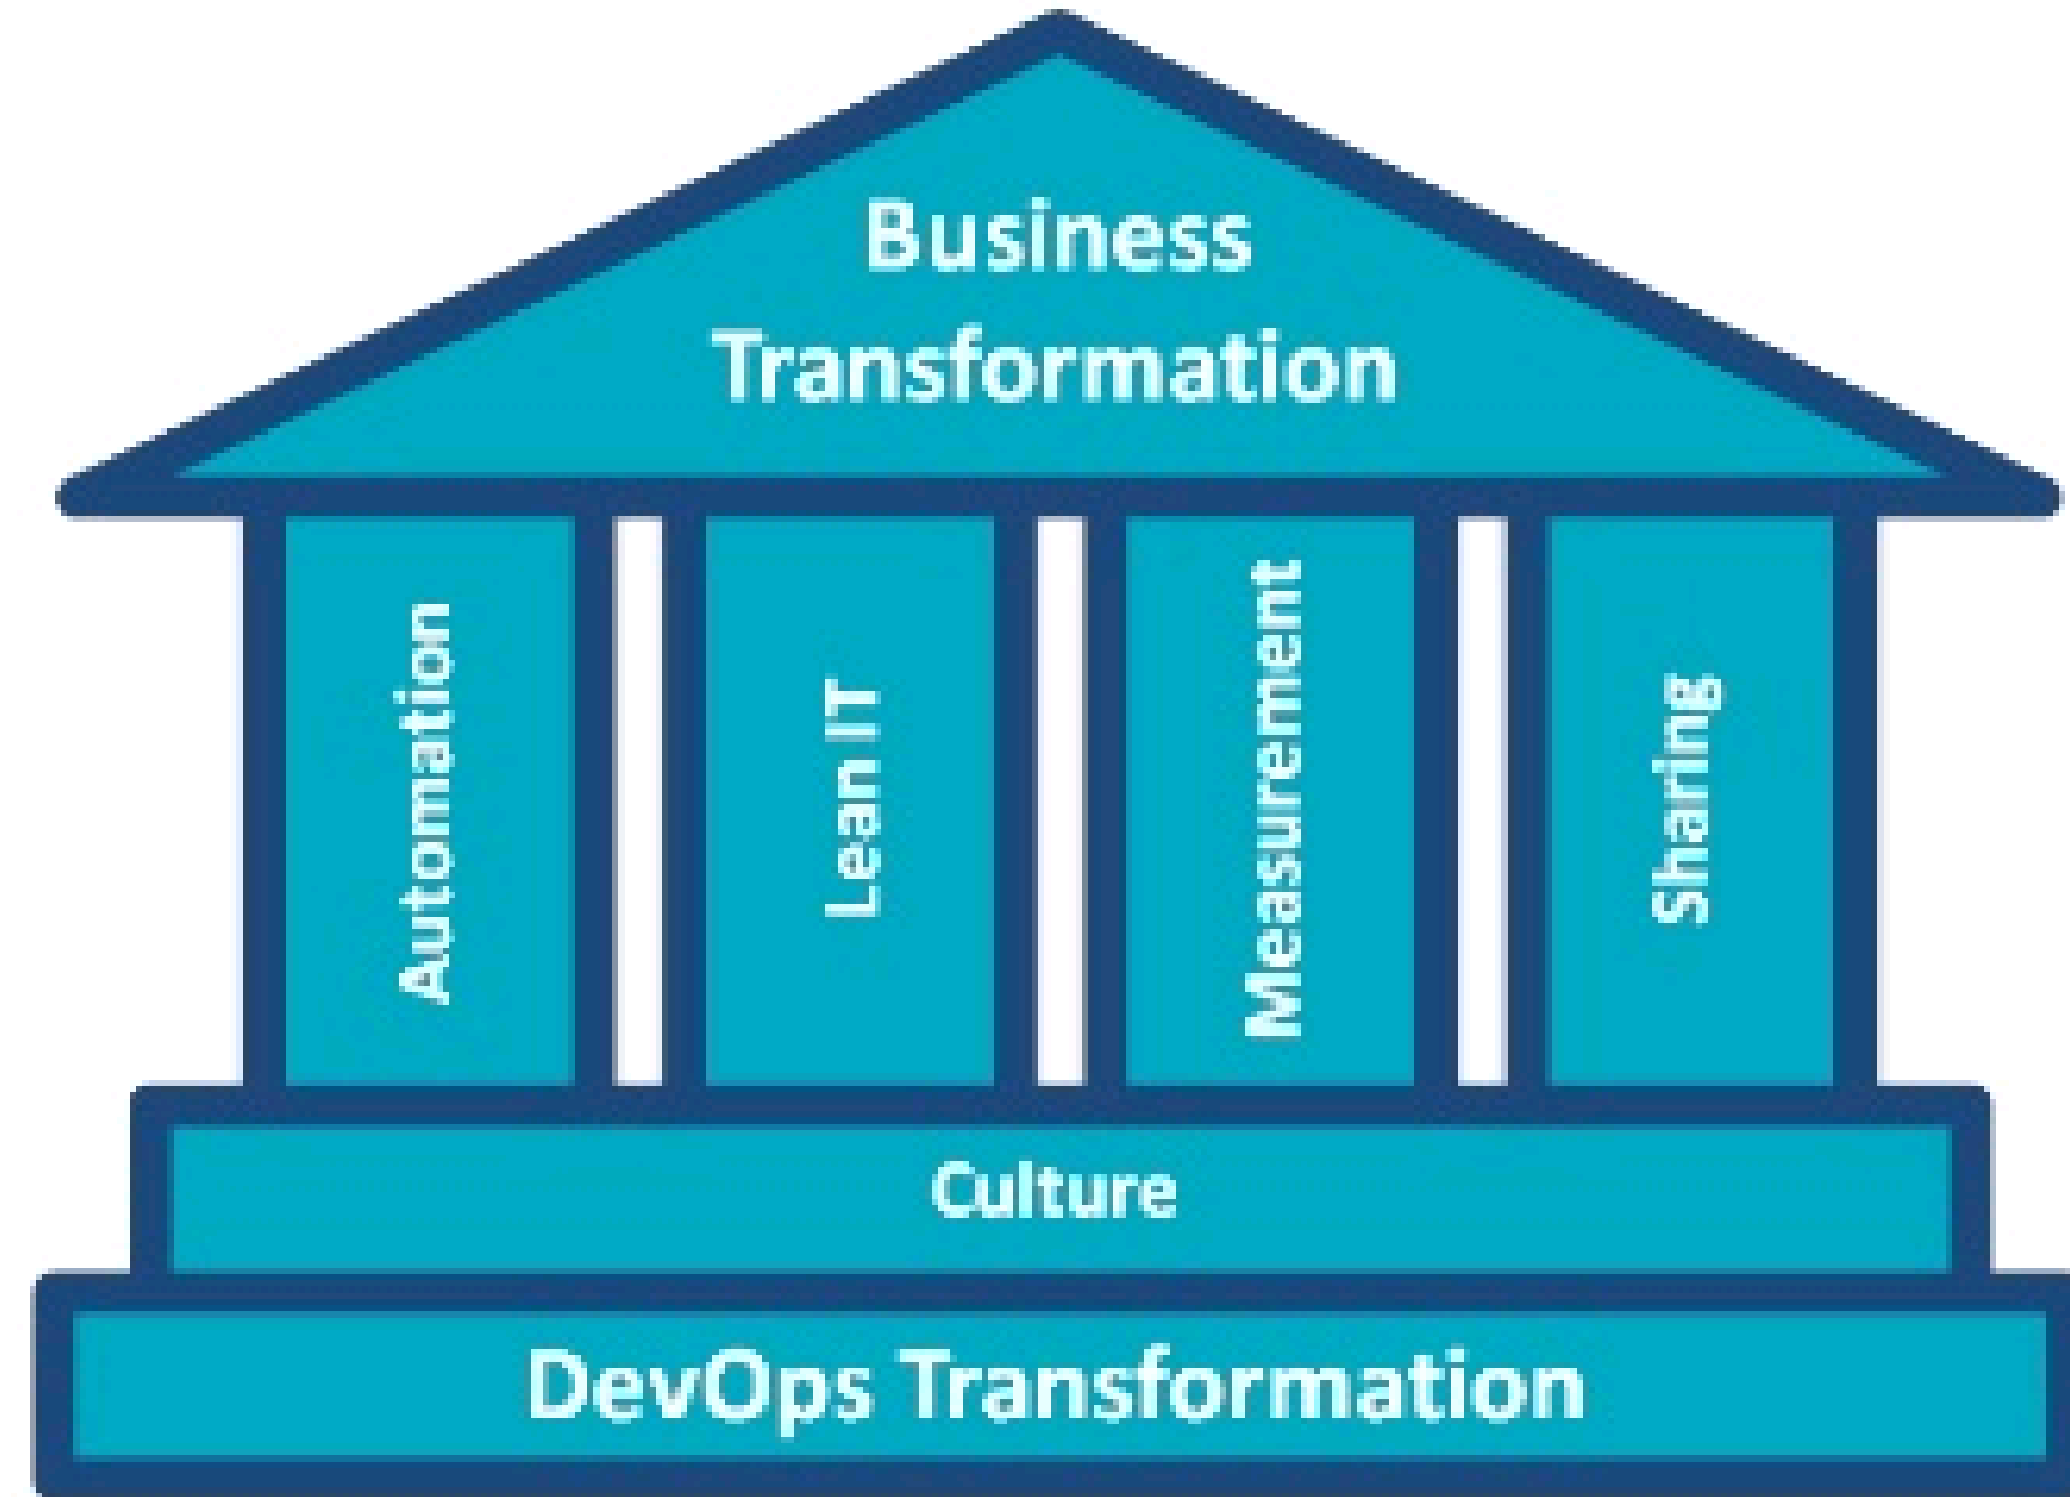 Business
Transformation
Automation
Lean IT
Measurement
Sharing
Culture
DevOps Transformation